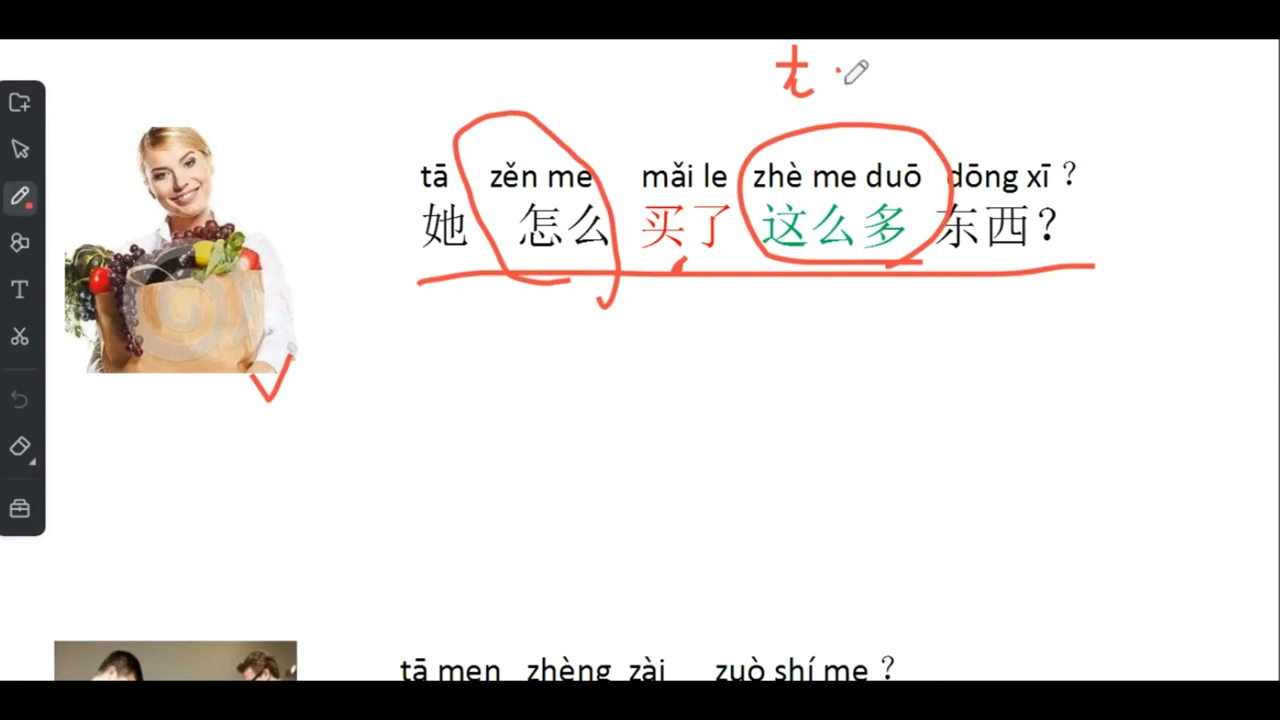 t
tā zěn me mǎi le zhè me duō dōng xī ？
她 怎么 买了 这么多 东西？
tā men zhèng zài zuò shí me ？